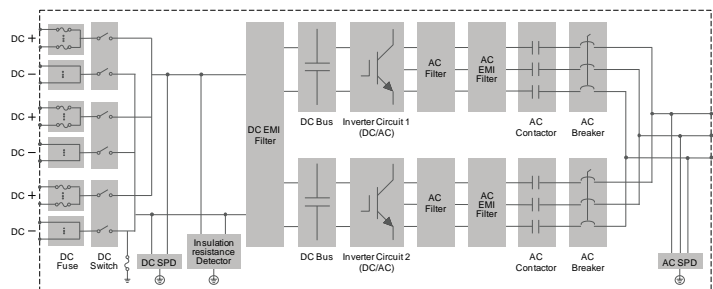 DC +
DC −
DC +
DC −
DC +
DC −
DC
Fuse
DC
Switch
DC SPD
Insulation
resistance
Detector
DC EMI
Filter
DC Bus
Inverter Circuit 1
(DC/AC)
AC
Filter
AC
EMI
Filter
AC
Contactor
AC
Breaker
DC Bus
Inverter Circuit 2
(DC/AC)
AC
Filter
AC
EMI
Filter
AC
Contactor
AC
Breaker
AC SPD